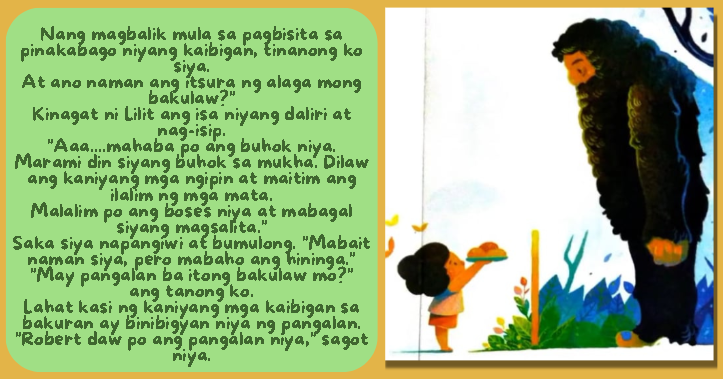 Nang magbalik mula sa pagbisita sa
pinakabago niyang kaibigan, tinanong ko
siya.
At ano naman ang itsura ng alaga mong
bakulaw?"
Kinagat ni Lilit ang isa niyang daliri at
nag-isip.
"Aaa....mahaba po ang buhok niya.
Marami din siyang buhok sa mukha. Dilaw
ang kaniyang mga ngipin at maitim ang
ilalim ng mga mata.
Malalim po ang boses niya at mabagal
siyang magsalita."
Saka siya napangiwi at bumulong. "Mabait
naman siya, pero mabaho ang hininga."
"May pangalan ba itong bakulaw mo?"
ang tanong ko.
Lahat kasi ng kaniyang mga kaibigan sa
bakuran ay binibigyan niya ng pangalan.
"Robert daw po ang pangalan niya," sagot
niya.